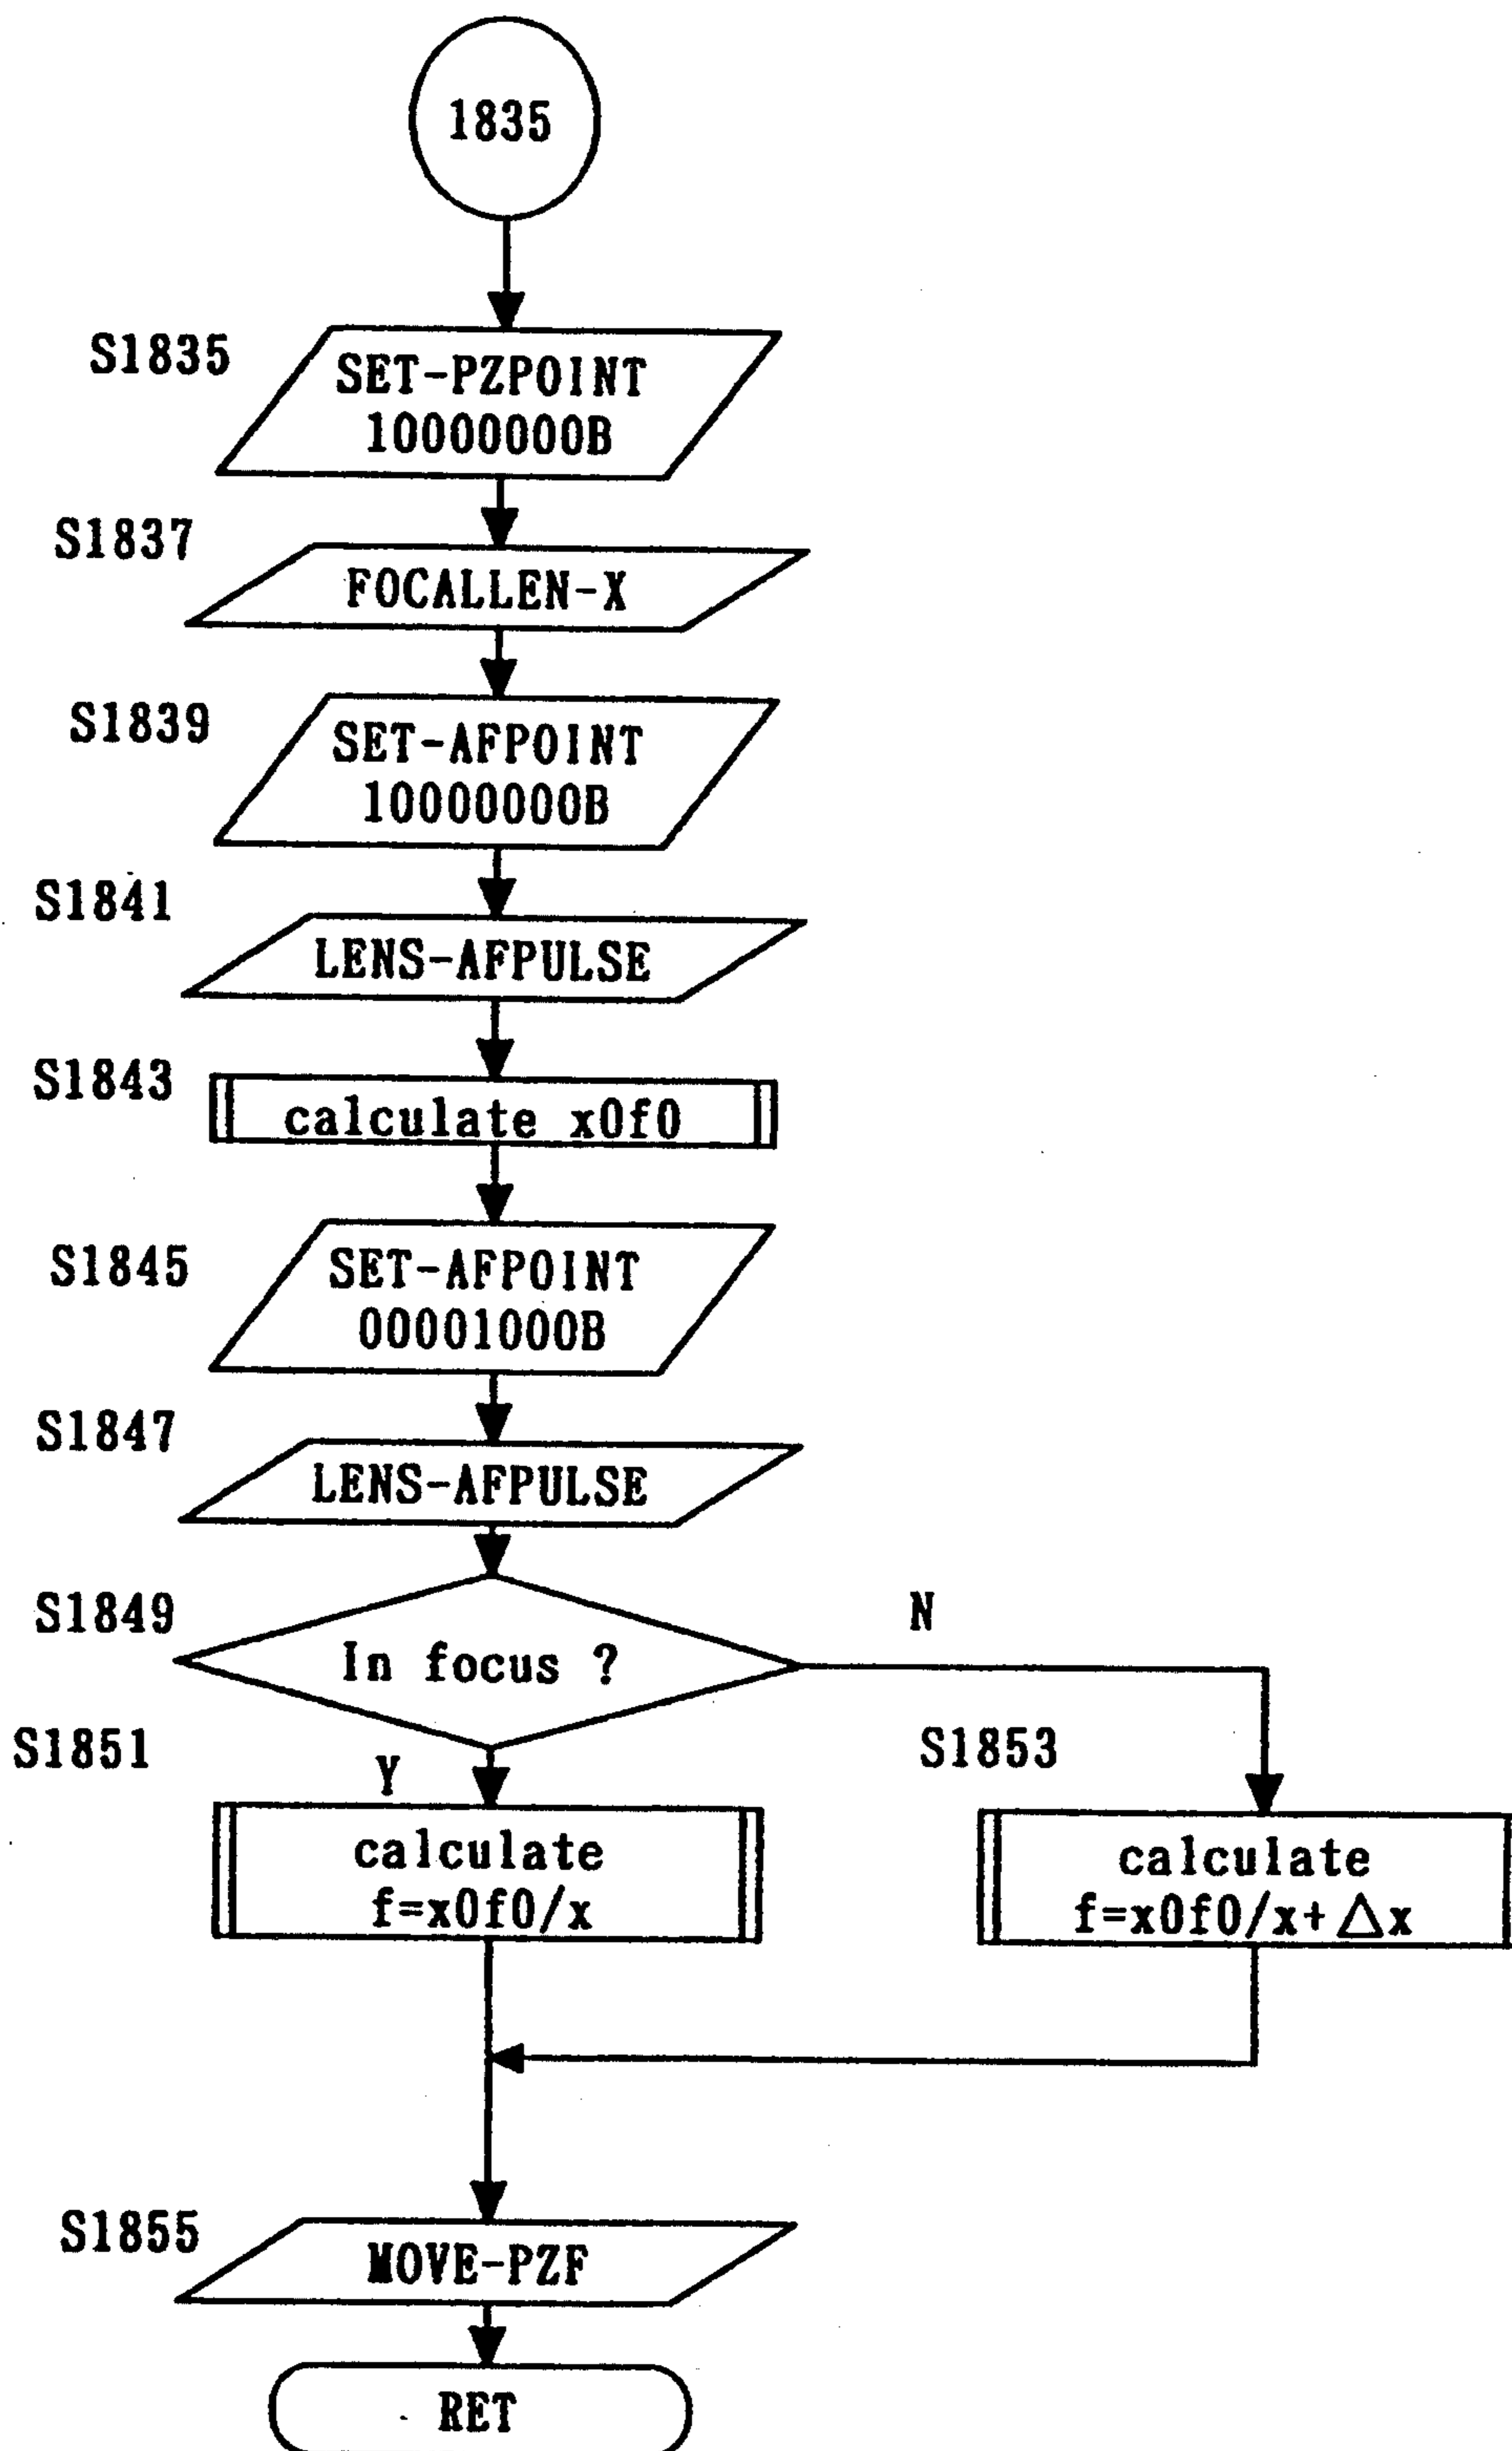 1835
S1835
SET-PZPOINT
10000000B
S1837
FOCALLEN-X
S1839
SET-AFPOINT
10000000B
S1841
LENS-AFPULSE
S1843
calculate x0f0
S1845
SET-AFPOINT
00001000B
S1847
LENS-AFPULSE
S1849
In focus ?
N
S1851
Y
S1853
calculate
f=x0f0/x
calculate
f=x0f0/x+△x
S1855
MOVE-PZF
RET